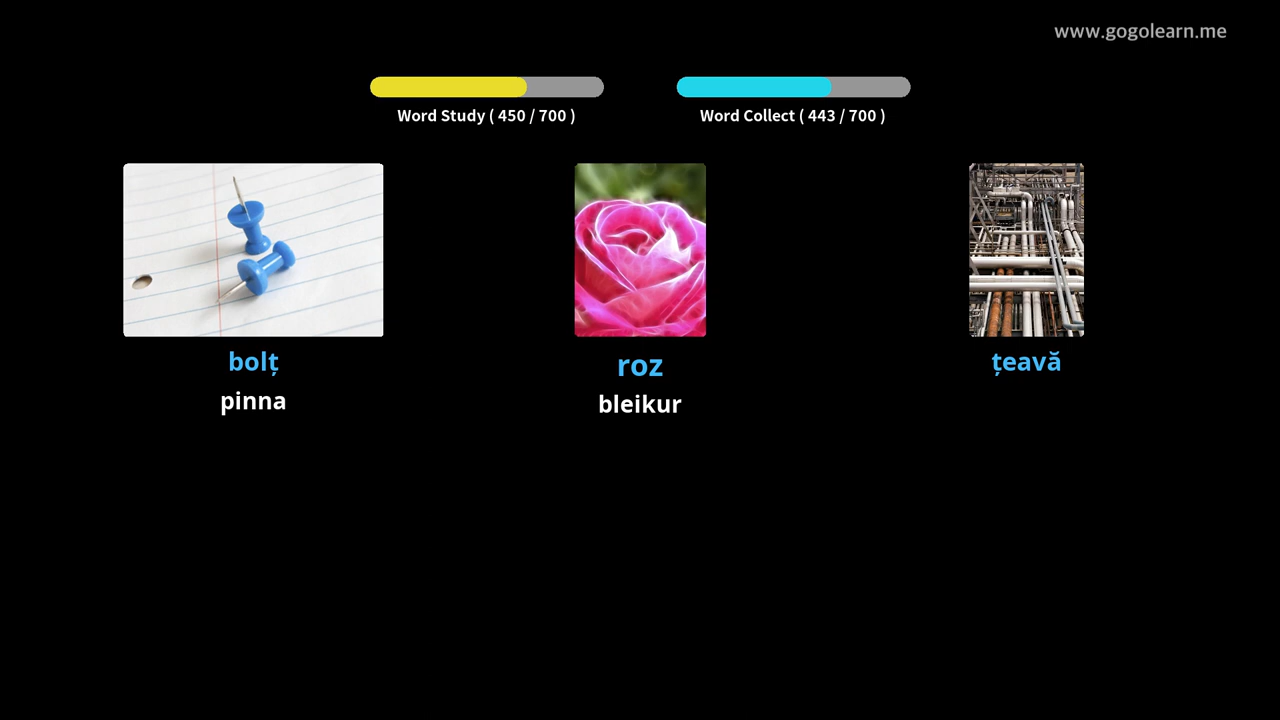 www.gogolearn.me
Word Study ( 450 / 700 )
Word Collect ( 443 / 700 )
bolț
roz
țeavă
pinna
bleikur